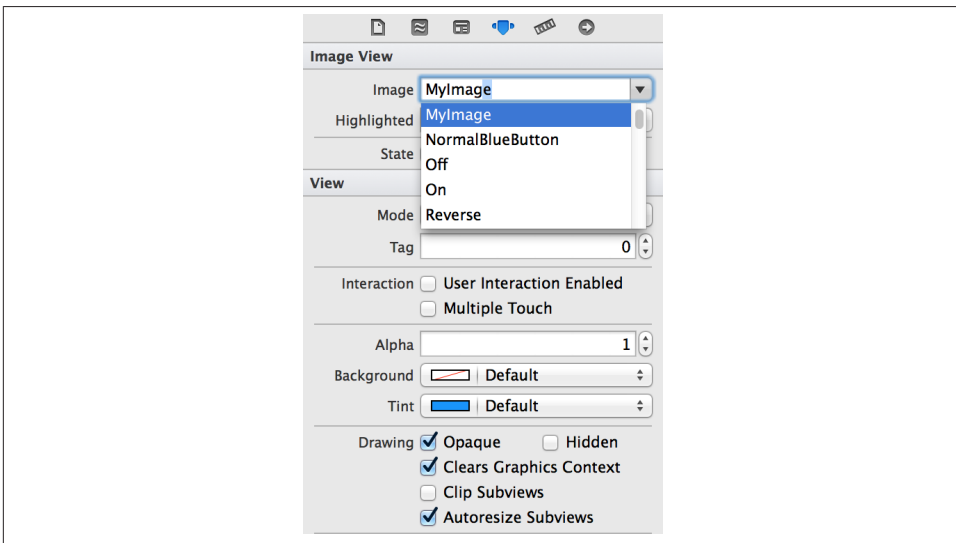 Image View
Image MyImage
Highlighted MyImage
NormalBlueButton
State Off
On
View
Mode Reverse
Tag 0
Interaction User Interaction Enabled
Multiple Touch
Alpha 1
Background Default
Tint Default
Drawing Opaque Hidden
Clears Graphics Context
Clip Subviews
Autoresize Subviews